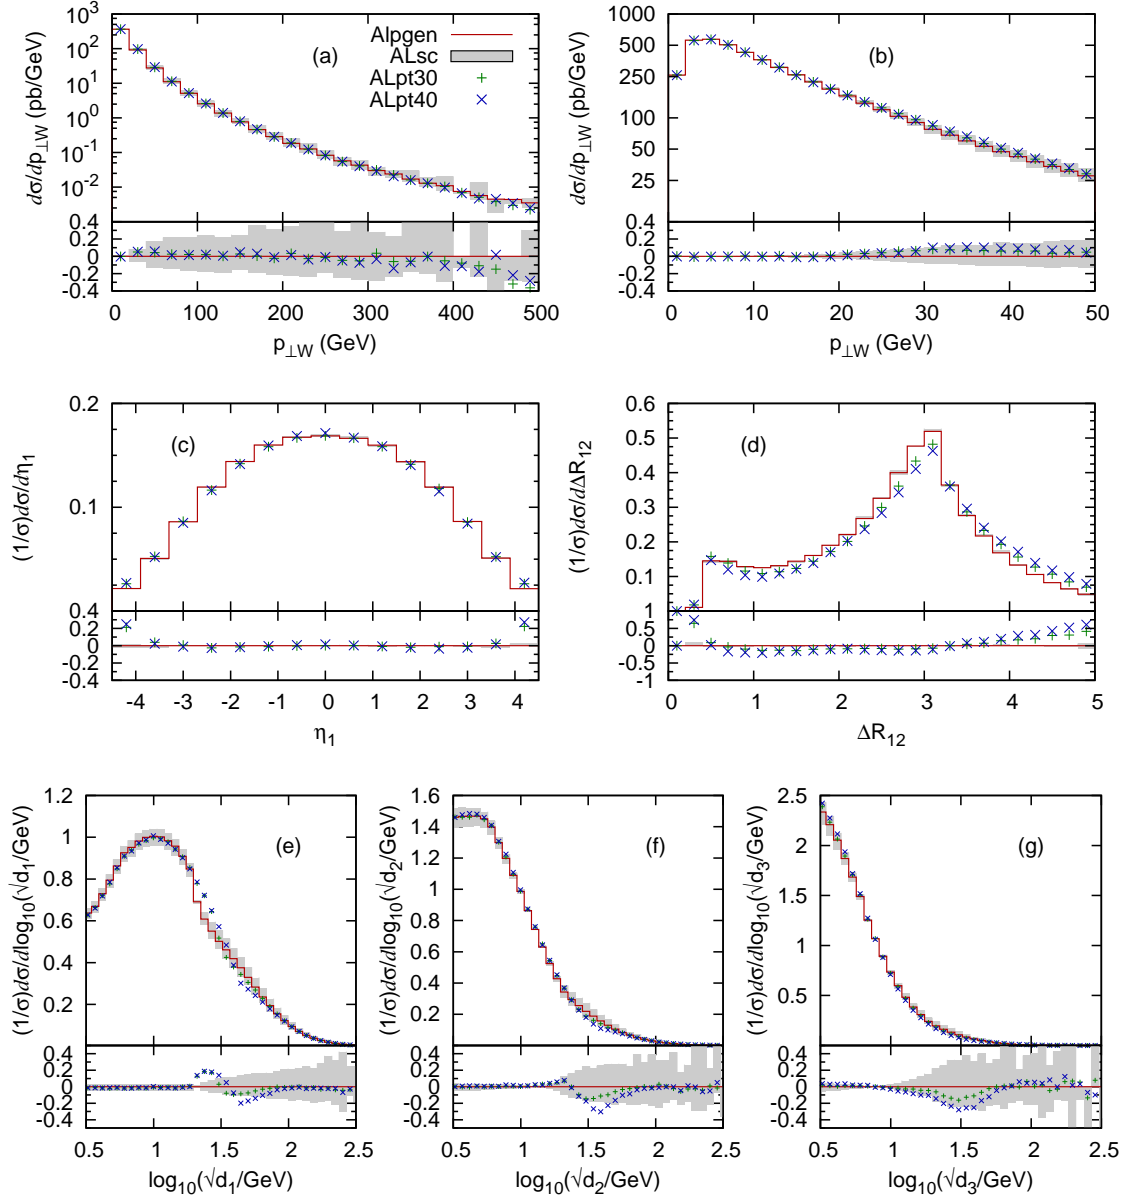 Alpgen
ALsc
ALpt30
ALpt40
(a)
dσ/dp⊥W (pb/GeV)
10³
10²
10¹
10⁰
10⁻¹
10⁻²
0.4
0.2
0
-0.2
-0.4
0 100 200 300 400 500
p⊥W (GeV)
(b)
dσ/dp⊥W (pb/GeV)
1000
500
250
100
50
25
0.4
0.2
0
-0.2
-0.4
0 10 20 30 40 50
p⊥W (GeV)
(c)
(1/σ)dσ/dη₁
0.2
0.1
0.4
0.2
0
-0.2
-0.4
-4 -3 -2 -1 0 1 2 3 4
η₁
(d)
(1/σ)dσ/dΔR₁₂
0.6
0.5
0.4
0.3
0.2
0.1
1
0.5
0
-0.5
-1
0 1 2 3 4 5
ΔR₁₂
(e)
(1/σ)dσ/dlog₁₀(√d₁/GeV)
1.2
1
0.8
0.6
0.4
0.2
0.4
0.2
0
-0.2
-0.4
0.5 1 1.5 2 2.5
log₁₀(√d₁/GeV)
(f)
(1/σ)dσ/dlog₁₀(√d₂/GeV)
1.6
1.4
1.2
1
0.8
0.6
0.4
0.2
0.4
0.2
0
-0.2
-0.4
0.5 1 1.5 2 2.5
log₁₀(√d₂/GeV)
(g)
(1/σ)dσ/dlog₁₀(√d₃/GeV)
2.5
2
1.5
1
0.5
0.4
0.2
0
-0.2
-0.4
0.5 1 1.5 2 2.5
log₁₀(√d₃/GeV)